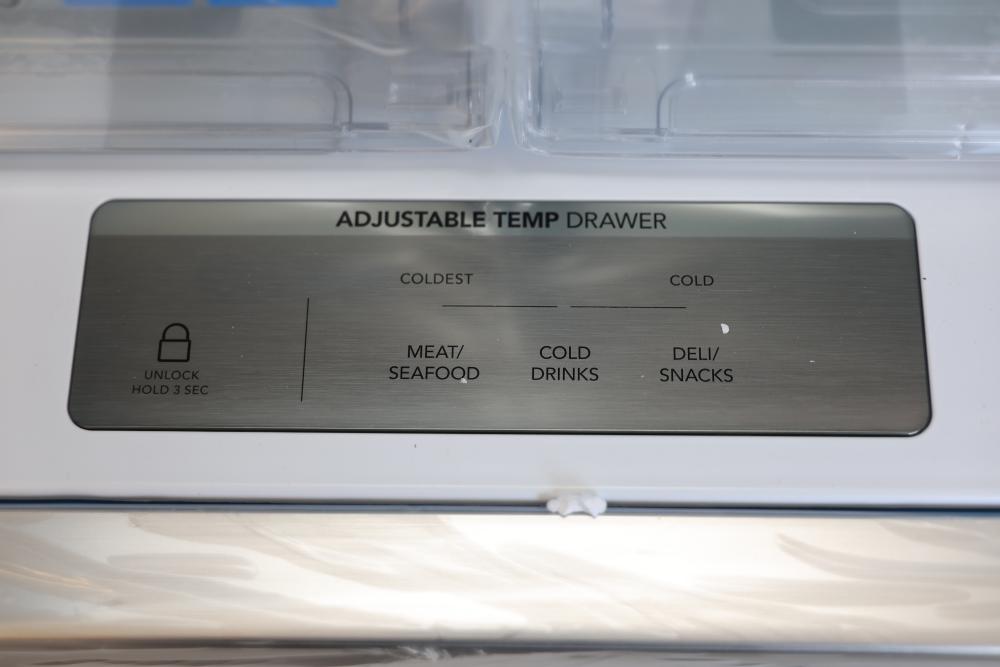 ADJUSTABLE TEMP DRAWER
COLDEST
COLD
MEAT/
SEAFOOD
COLD
DRINKS
DELI/
SNACKS
UNLOCK
HOLD 3 SEC